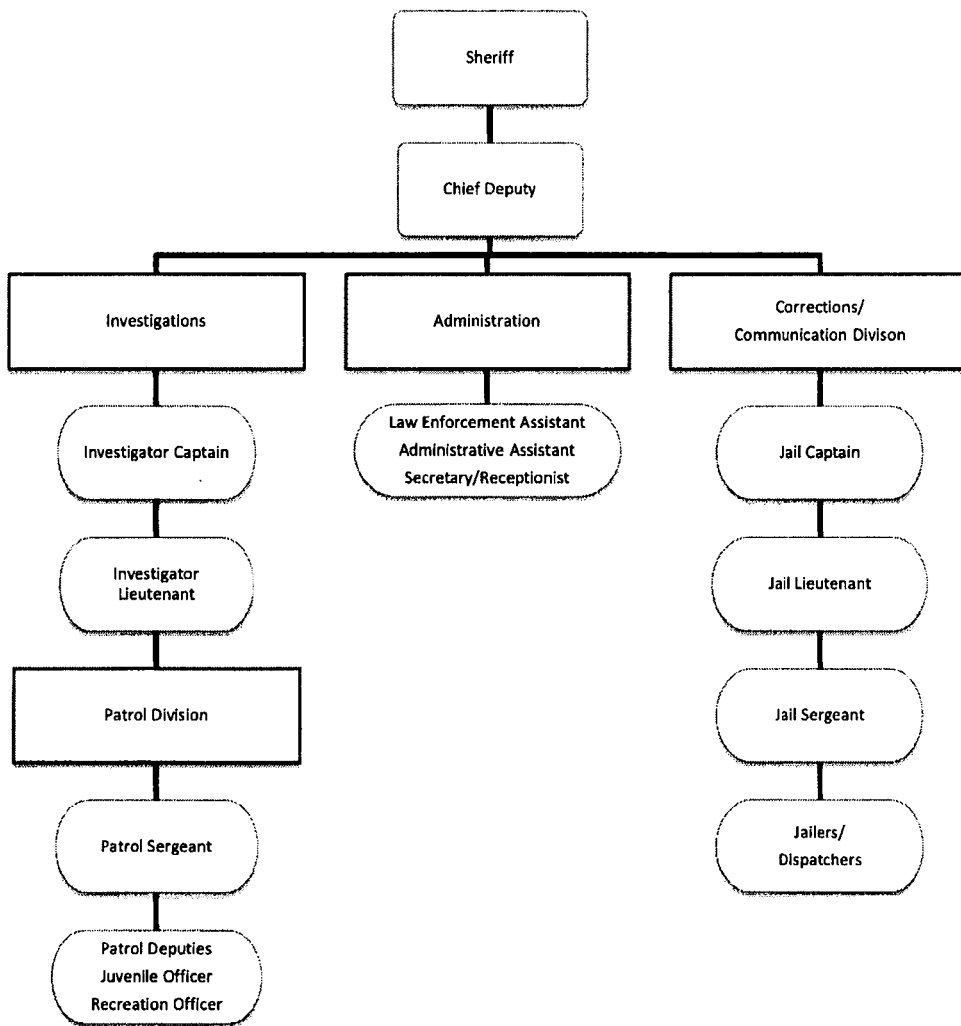 Sheriff
Chief Deputy
Investigations
Administration
Corrections/
Communication Divison
Investigator Captain
Law Enforcement Assistant
Administrative Assistant
Secretary/Receptionist
Jail Captain
Investigator
Lieutenant
Jail Lieutenant
Patrol Division
Jail Sergeant
Patrol Sergeant
Jailers/
Dispatchers
Patrol Deputies
Juvenile Officer
Recreation Officer